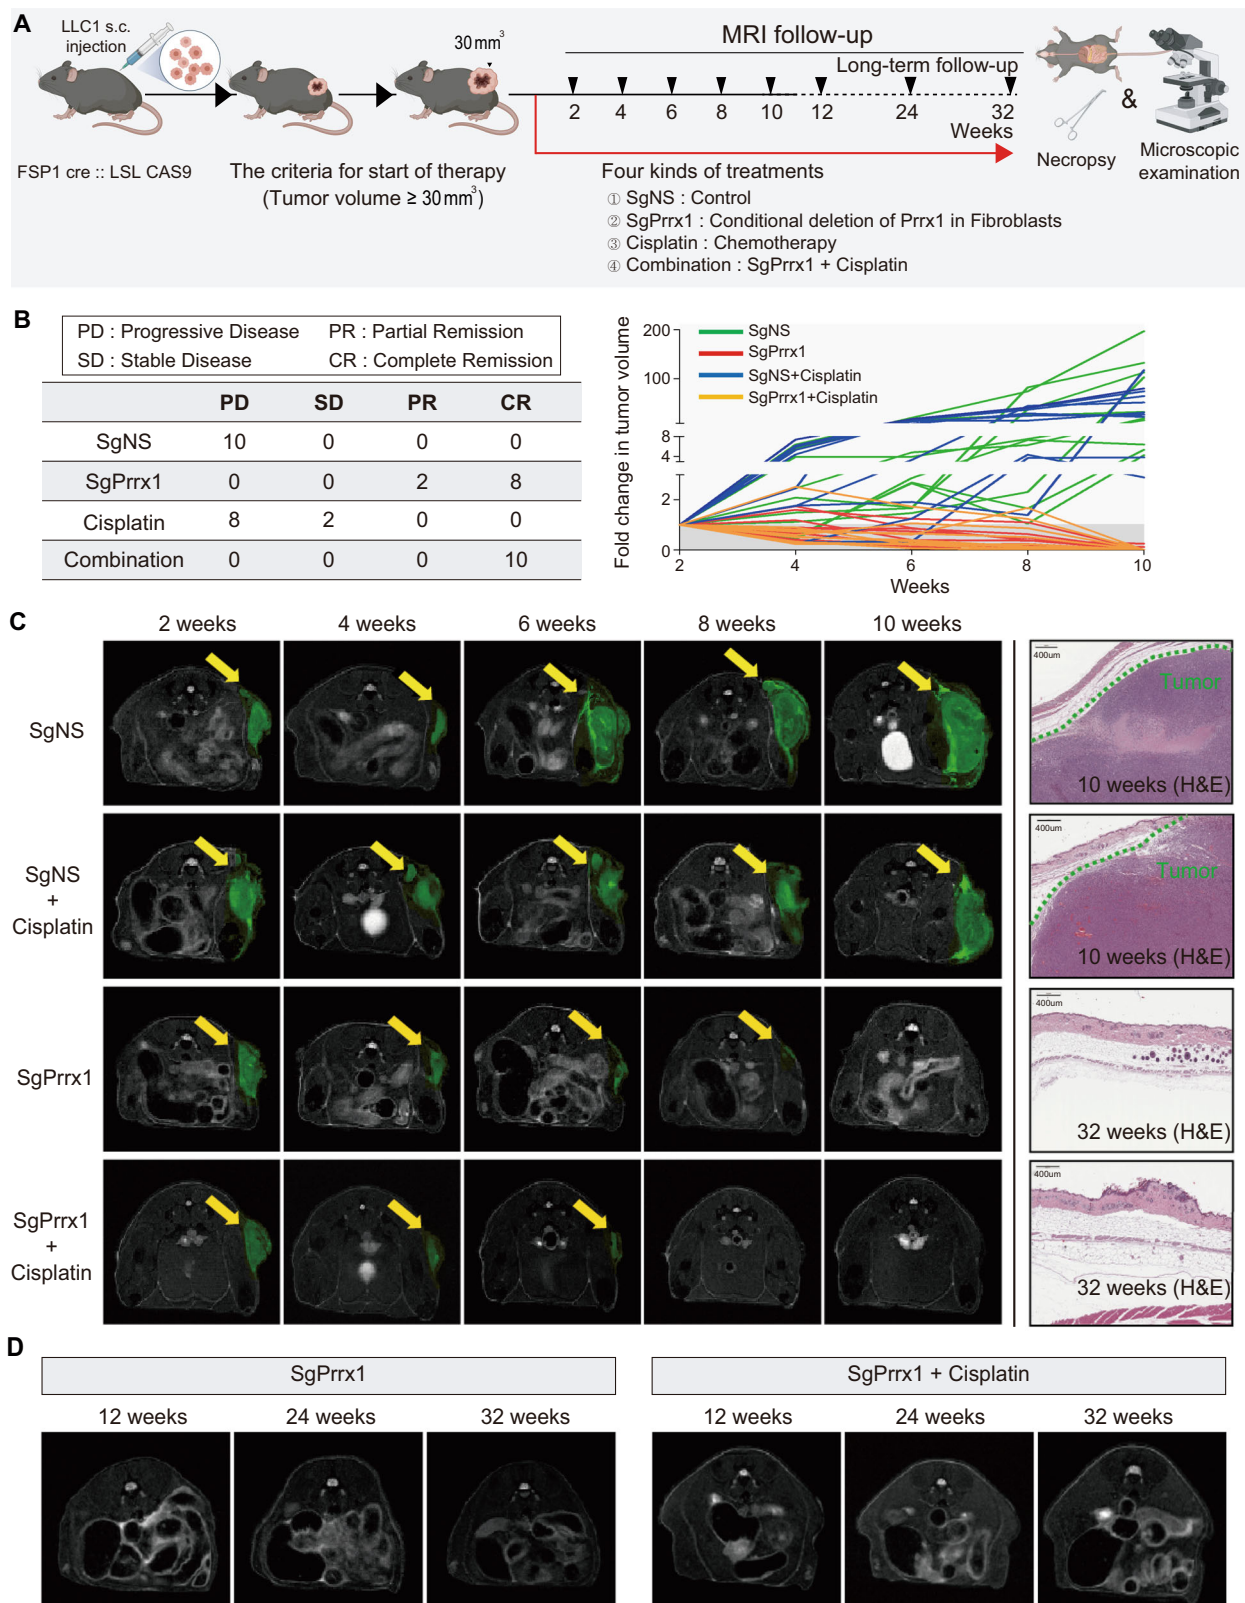 A
LLC1 s.c.
injection
30 mm³
MRI follow-up
Long-term follow-up
2 4 6 8 10 12 24 32
Weeks
&
FSP1 cre :: LSL CAS9
The criteria for start of therapy
(Tumor volume ≥ 30 mm³)
Four kinds of treatments
① SgNS : Control
② SgPrrx1 : Conditional deletion of Prrx1 in Fibroblasts
③ Cisplatin : Chemotherapy
④ Combination : SgPrrx1 + Cisplatin
Necropsy
Microscopic
examination
B
PD : Progressive Disease PR : Partial Remission
SD : Stable Disease CR : Complete Remission
PD SD PR CR
SgNS 10 0 0 0
SgPrrx1 0 0 2 8
Cisplatin 8 2 0 0
Combination 0 0 0 10
Fold change in tumor volume
200
100
8
4
2
0
SgNS
SgPrrx1
SgNS+Cisplatin
SgPrrx1+Cisplatin
2 4 6 8 10
Weeks
C
2 weeks 4 weeks 6 weeks 8 weeks 10 weeks
SgNS
400um
Tumor
10 weeks (H&E)
SgNS
+
Cisplatin
400um
Tumor
10 weeks (H&E)
SgPrrx1
400um
32 weeks (H&E)
SgPrrx1
+
Cisplatin
400um
32 weeks (H&E)
D
SgPrrx1
12 weeks 24 weeks 32 weeks
SgPrrx1 + Cisplatin
12 weeks 24 weeks 32 weeks